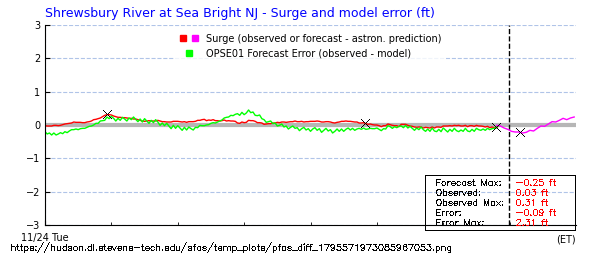 Shrewsbury River at Sea Bright NJ - Surge and model error (ft)
3
Surge (observed or forecast - astron. prediction)
OPSE01 Forecast Error (observed - model)
2
1
0
−1
−2
−3
Forecast Max: −0.25 ft
Observed: 0.03 ft
Observed Max: 0.31 ft
Error: −0.09 ft
Error Max: 2.31 ft
11/24 Tue
(ET)
https://hudson.dl.stevens-tech.edu/sfas/temp_plots/pfas_diff_1795571973085967053.png